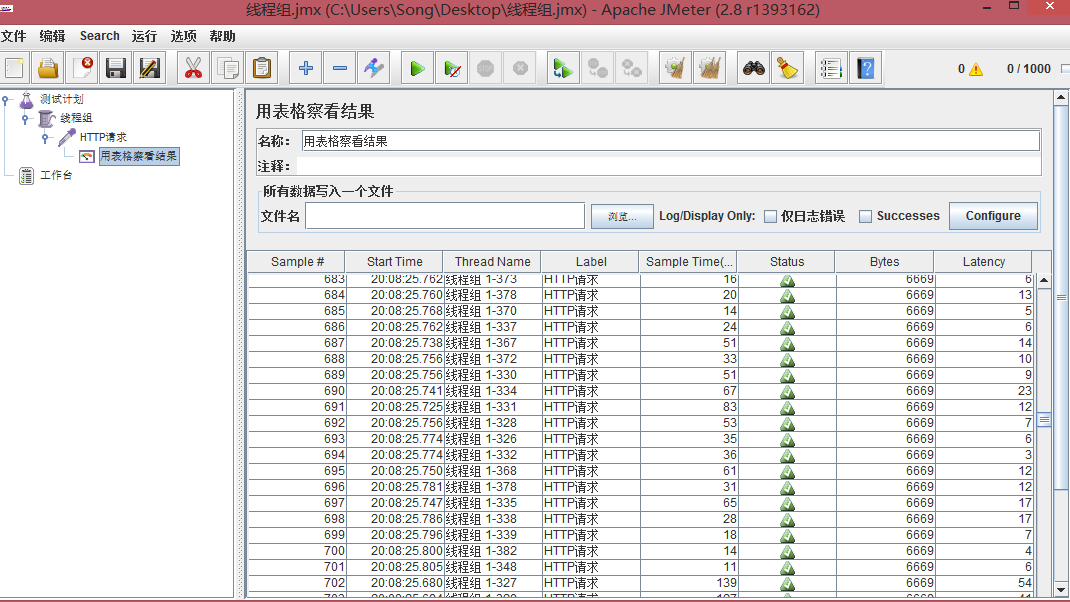 线程组.jmx (C:\Users\Song\Desktop\线程组.jmx) - Apache JMeter (2.8 r1393162)
文件 编辑 Search 运行 选项 帮助
0 0 / 1000
测试计划
线程组
HTTP请求
用表格察看结果
工作台
用表格察看结果
名称： 用表格察看结果
注释：
所有数据写入一个文件
文件名 浏览... Log/Display Only: 仅日志错误 Successes Configure
Sample # Start Time Thread Name Label Sample Time(... Status Bytes Latency
683 20:08:25.762 线程组 1-373 HTTP请求 16 6669 6
684 20:08:25.760 线程组 1-378 HTTP请求 20 6669 13
685 20:08:25.768 线程组 1-370 HTTP请求 14 6669 5
686 20:08:25.762 线程组 1-337 HTTP请求 24 6669 6
687 20:08:25.738 线程组 1-367 HTTP请求 51 6669 14
688 20:08:25.756 线程组 1-372 HTTP请求 33 6669 10
689 20:08:25.756 线程组 1-330 HTTP请求 51 6669 9
690 20:08:25.741 线程组 1-334 HTTP请求 67 6669 23
691 20:08:25.725 线程组 1-331 HTTP请求 83 6669 12
692 20:08:25.756 线程组 1-328 HTTP请求 53 6669 7
693 20:08:25.774 线程组 1-326 HTTP请求 35 6669 6
694 20:08:25.774 线程组 1-332 HTTP请求 36 6669 3
695 20:08:25.750 线程组 1-368 HTTP请求 61 6669 12
696 20:08:25.781 线程组 1-378 HTTP请求 31 6669 12
697 20:08:25.747 线程组 1-335 HTTP请求 65 6669 17
698 20:08:25.786 线程组 1-338 HTTP请求 28 6669 17
699 20:08:25.796 线程组 1-339 HTTP请求 18 6669 7
700 20:08:25.800 线程组 1-382 HTTP请求 14 6669 4
701 20:08:25.805 线程组 1-348 HTTP请求 11 6669 6
702 20:08:25.680 线程组 1-327 HTTP请求 139 6669 54